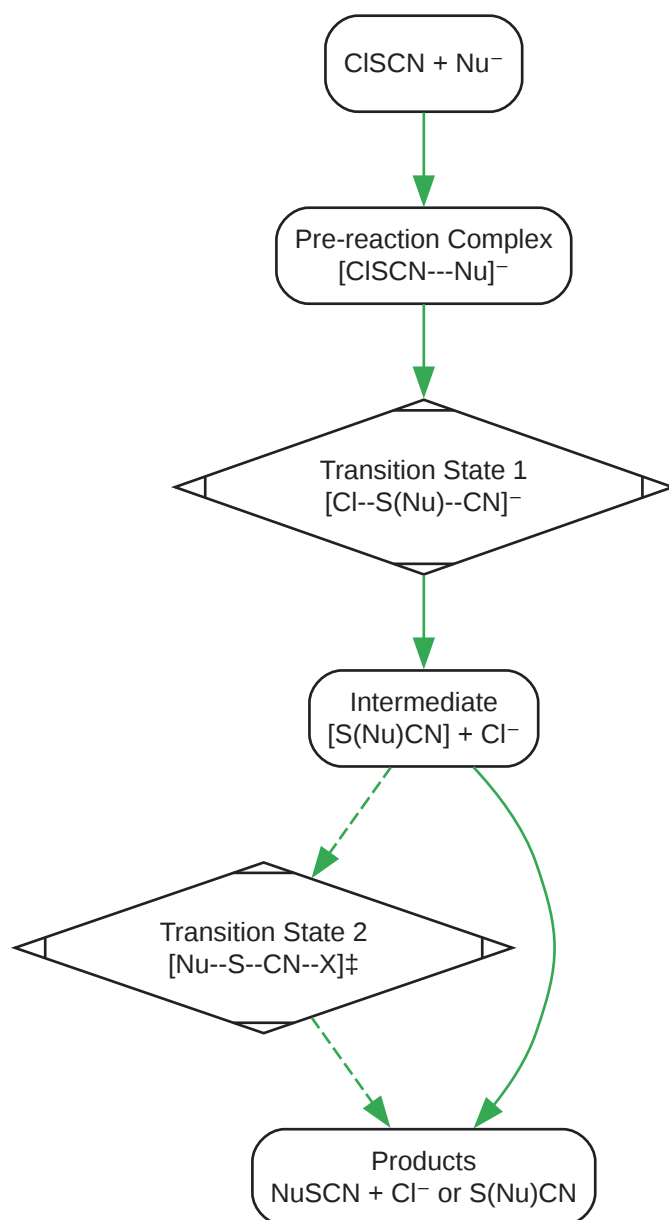 ClSCN + Nu⁻
Pre-reaction Complex
[ClSCN---Nu]⁻
Transition State 1
[Cl--S(Nu)--CN]⁻
Intermediate
[S(Nu)CN] + Cl⁻
Transition State 2
[Nu--S--CN--X]‡
Products
NuSCN + Cl⁻ or S(Nu)CN